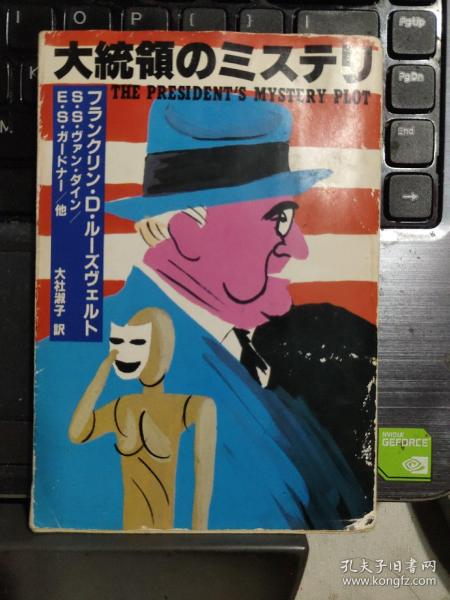 大統領のミステリ
THE PRESIDENT'S MYSTERY PLOT
フランクリン・D・ルーズヴェルト
S・S・ヴァン・ダイン/
E・S・ガードナー/他
大社淑子 訳
PgUp
PgDn
End
→
NVIDIA
GEFORCE
孔夫子旧书网
www.kongfz.com